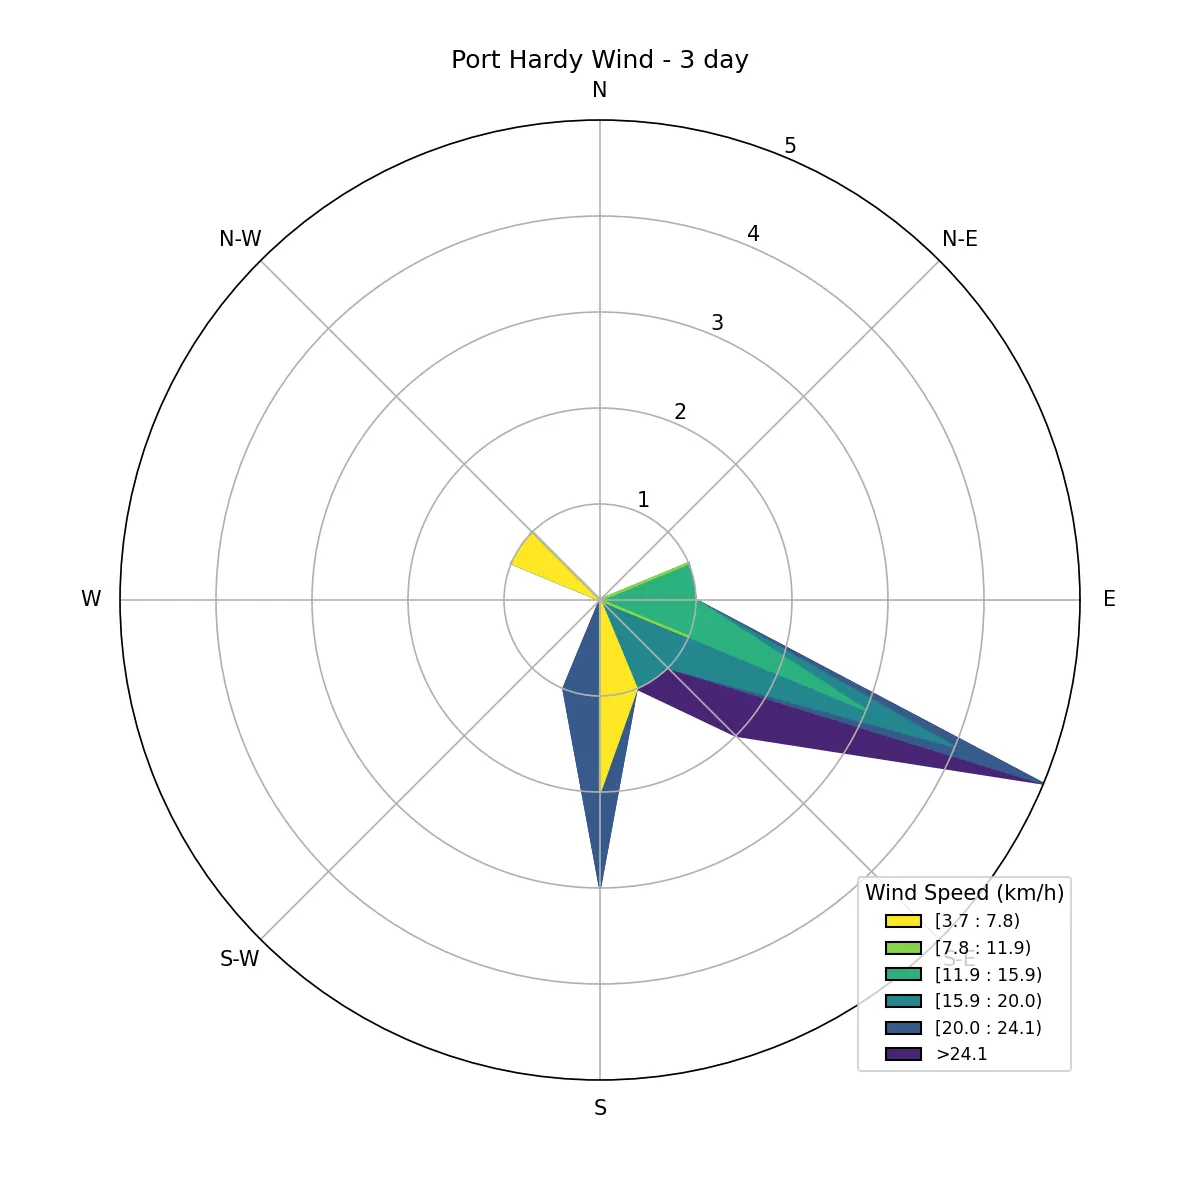 Port Hardy Wind - 3 day
N
5
N-W
N-E
4
3
2
1
W
E
S-W
S-E
S
Wind Speed (km/h)
[3.7 : 7.8)
[7.8 : 11.9)
[11.9 : 15.9)
[15.9 : 20.0)
[20.0 : 24.1)
>24.1